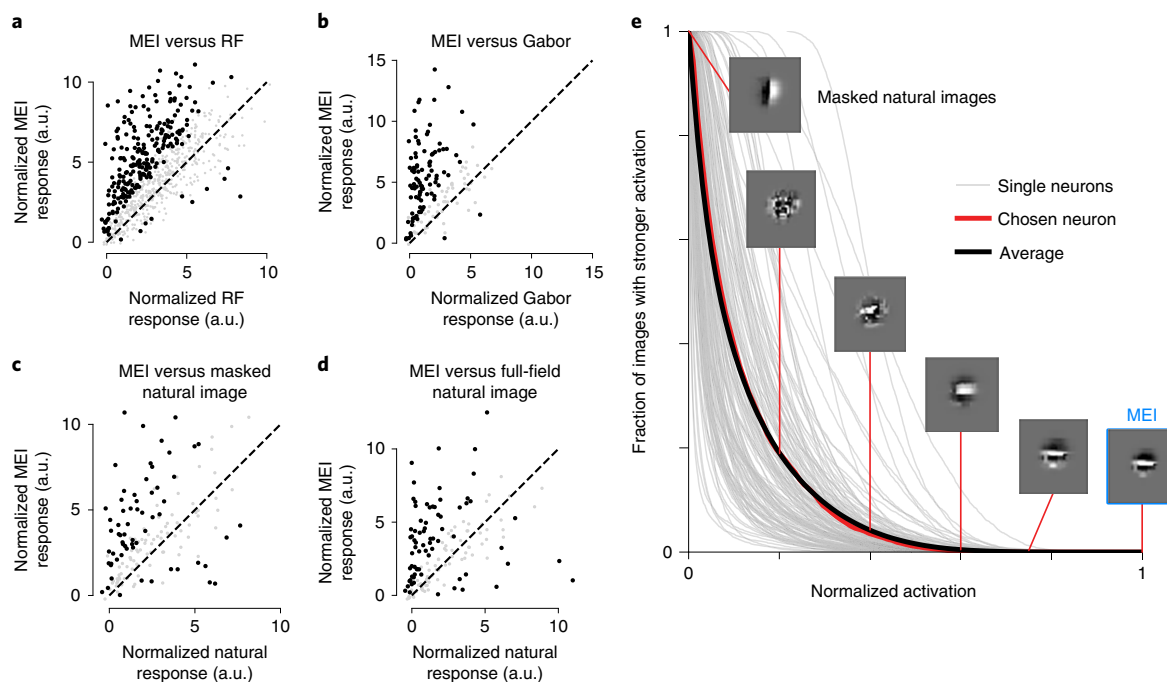 a
MEI versus RF
Normalized MEI
response (a.u.)
10
5
0
0
5
10
Normalized RF
response (a.u.)
b
MEI versus Gabor
Normalized MEI
response (a.u.)
15
10
5
0
0
5
10
15
Normalized Gabor
response (a.u.)
c
MEI versus masked
natural image
Normalized MEI
response (a.u.)
10
5
0
0
5
10
Normalized natural
response (a.u.)
d
MEI versus full-field
natural image
Normalized MEI
response (a.u.)
10
5
0
0
5
10
Normalized natural
response (a.u.)
e
Fraction of images with stronger activation
1
0
Masked natural images
Single neurons
Chosen neuron
Average
MEI
0
1
Normalized activation